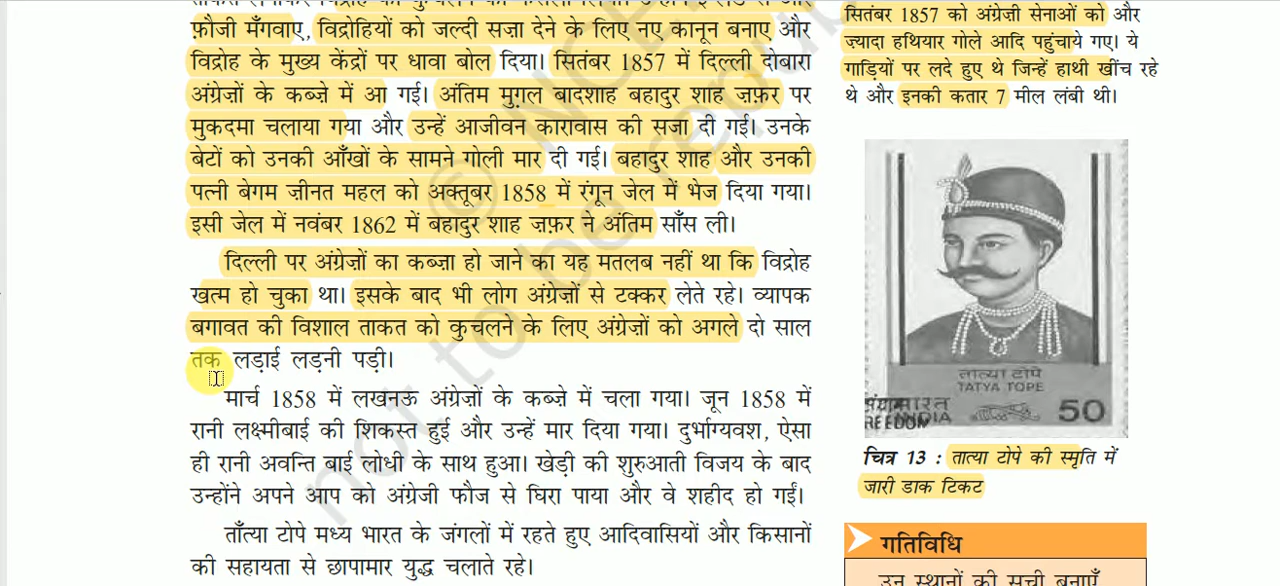 फ़ौजी मँगवाए, विद्रोहियों को जल्दी सजा देने के लिए नए कानून बनाए और
विद्रोह के मुख्य केंद्रों पर धावा बोल दिया। सितंबर 1857 में दिल्ली दोबारा
अंग्रेज़ों के कब्ज़े में आ गई। अंतिम मुग़ल बादशाह बहादुर शाह ज़फ़र पर
मुकदमा चलाया गया और उन्हें आजीवन कारावास की सजा दी गई। उनके
बेटों को उनकी आँखों के सामने गोली मार दी गई। बहादुर शाह और उनकी
पत्नी बेगम ज़ीनत महल को अक्तूबर 1858 में रंगून जेल में भेज दिया गया।
इसी जेल में नवंबर 1862 में बहादुर शाह ज़फ़र ने अंतिम साँस ली।
दिल्ली पर अंग्रेज़ों का कब्ज़ा हो जाने का यह मतलब नहीं था कि विद्रोह
खत्म हो चुका था। इसके बाद भी लोग अंग्रेज़ों से टक्कर लेते रहे। व्यापक
बगावत की विशाल ताकत को कुचलने के लिए अंग्रेज़ों को अगले दो साल
तक लड़ाई लड़नी पड़ी।
मार्च 1858 में लखनऊ अंग्रेज़ों के कब्ज़े में चला गया। जून 1858 में
रानी लक्ष्मीबाई की शिकस्त हुई और उन्हें मार दिया गया। दुर्भाग्यवश, ऐसा
ही रानी अवन्ति बाई लोधी के साथ हुआ। खेड़ी की शुरुआती विजय के बाद
उन्होंने अपने आप को अंग्रेजी फौज से घिरा पाया और वे शहीद हो गईं।
ताँत्या टोपे मध्य भारत के जंगलों में रहते हुए आदिवासियों और किसानों
की सहायता से छापामार युद्ध चलाते रहे।
सितंबर 1857 को अंग्रेज़ी सेनाओं को और
ज़्यादा हथियार गोले आदि पहुंचाये गए। ये
गाड़ियों पर लदे हुए थे जिन्हें हाथी खींच रहे
थे और इनकी कतार 7 मील लंबी थी।
तात्या टोपे
TATYA TOPE
भारत
INDIA
50
चित्र 13 : तात्या टोपे की स्मृति में
जारी डाक टिकट
गतिविधि
उन स्थानों की सूची बनाएँ
not to be